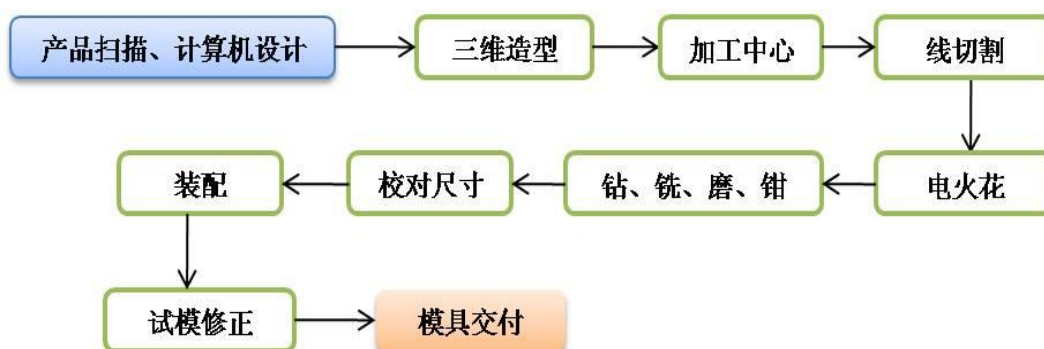 产品扫描、计算机设计
三维造型
加工中心
线切割
电火花
钻、铣、磨、钳
校对尺寸
装配
试模修正
模具交付